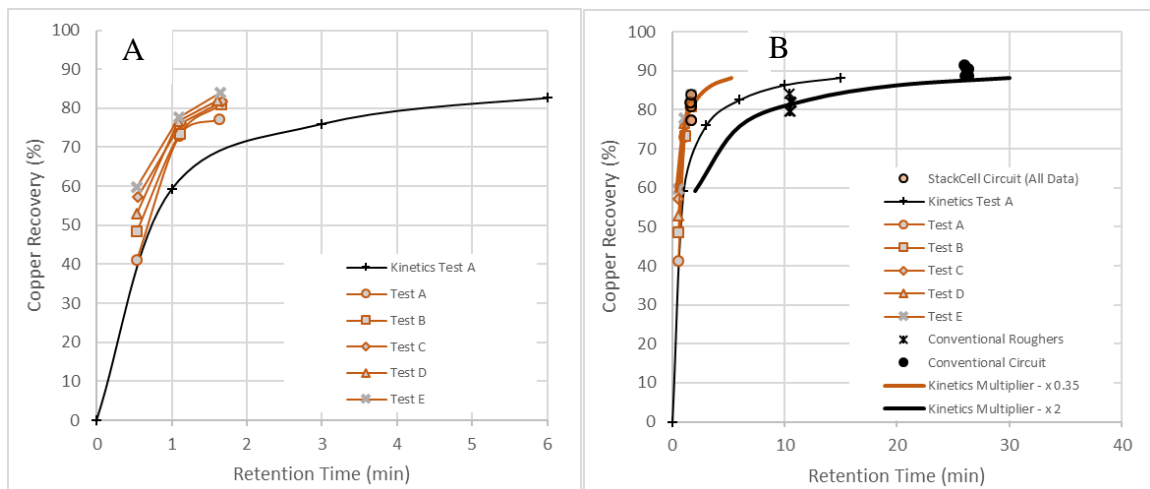 A
100
90
80
70
60
50
40
30
20
10
0
Copper Recovery (%)
0 1 2 3 4 5 6
Retention Time (min)
Kinetics Test A
Test A
Test B
Test C
Test D
Test E
B
100
90
80
70
60
50
40
30
20
10
0
Copper Recovery (%)
0 10 20 30 40
Retention Time (min)
StackCell Circuit (All Data)
Kinetics Test A
Test A
Test B
Test C
Test D
Test E
Conventional Roughers
Conventional Circuit
Kinetics Multiplier - x 0.35
Kinetics Multiplier - x 2